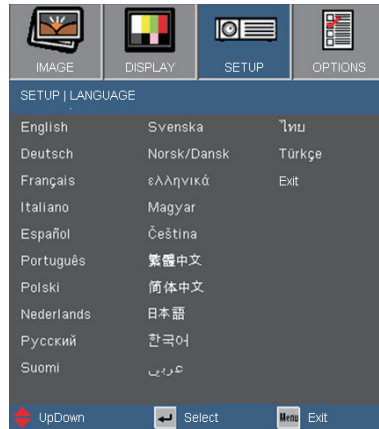 IMAGE
DISPLAY
SETUP
OPTIONS
SETUP | LANGUAGE
English
Deutsch
Français
Italiano
Español
Português
Polski
Nederlands
Русский
Suomi
Svenska
Norsk/Dansk
ελληνικά
Magyar
Čeština
繁體中文
简体中文
日本語
한국어
عربي
ไทย
Türkçe
Exit
UpDown
Select
Menu Exit